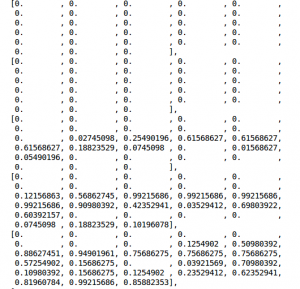 [0. , 0. , 0. , 0. , 0. ,
0. , 0. , 0. , 0. , 0. ,
0. , 0. , 0. , 0. , 0. ,
0. , 0. , 0. , 0. , 0. ,
0. , 0. , 0. , 0. , 0. ,
0. , 0. , 0. ],
[0. , 0. , 0. , 0. , 0. ,
0. , 0. , 0. , 0. , 0. ,
0. , 0. , 0. , 0. , 0. ,
0. , 0. , 0. , 0. , 0. ,
0. , 0. , 0. , 0. , 0. ,
0. , 0. , 0. ],
[0. , 0. , 0. , 0. , 0. ,
0. , 0. , 0. , 0. , 0. ,
0. , 0. , 0.02745098, 0.25490196, 0.61568627, 0.61568627,
0.61568627, 0.18823529, 0.0745098 , 0. , 0.01568627,
0.05490196, 0. , 0. , 0. , 0. ,
0. , 0. ],
[0. , 0. , 0. , 0. , 0. ,
0. , 0. , 0. , 0. , 0. ,
0.12156863, 0.56862745, 0.99215686, 0.99215686, 0.99215686,
0.99215686, 0.90980392, 0.42352941, 0.03529412, 0.69803922,
0.60392157, 0. , 0. , 0. , 0. ,
0.0745098 , 0.18823529, 0.10196078],
[0. , 0. , 0. , 0. , 0. ,
0. , 0. , 0. , 0.1254902 , 0.50980392,
0.88627451, 0.94901961, 0.75686275, 0.75686275, 0.75686275,
0.57254902, 0.15686275, 0. , 0.03921569, 0.70980392,
0.10980392, 0.15686275, 0.1254902 , 0.23529412, 0.62352941,
0.81960784, 0.99215686, 0.85882353],